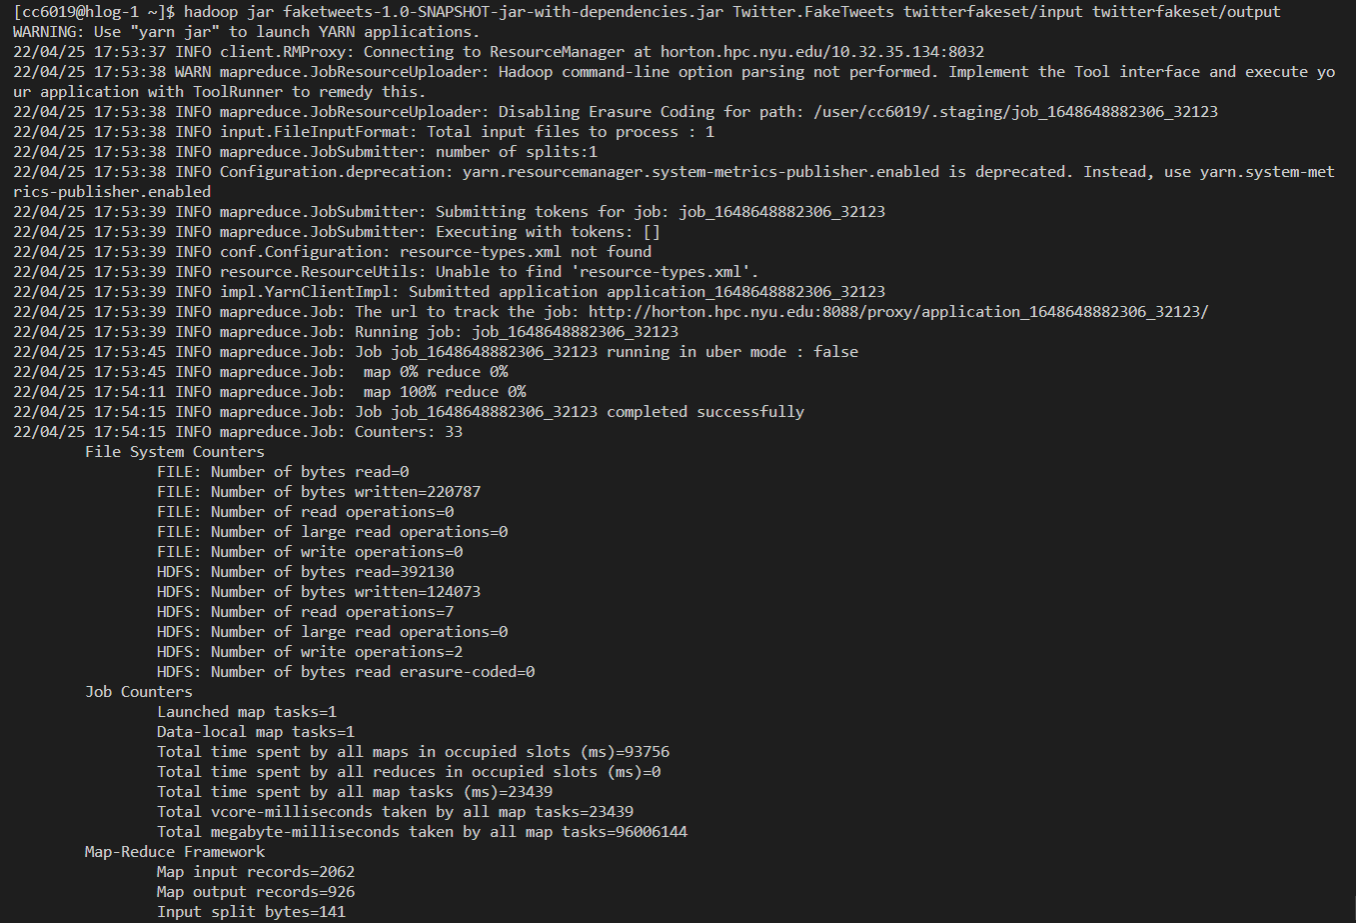 [cc6019@hlog-1 ~]$ hadoop jar faketweets-1.0-SNAPSHOT-jar-with-dependencies.jar Twitter.FakeTweets twitterfakeset/input twitterfakeset/output
WARNING: Use "yarn jar" to launch YARN applications.
22/04/25 17:53:37 INFO client.RMProxy: Connecting to ResourceManager at horton.hpc.nyu.edu/10.32.35.134:8032
22/04/25 17:53:38 WARN mapreduce.JobResourceUploader: Hadoop command-line option parsing not performed. Implement the Tool interface and execute yo
ur application with ToolRunner to remedy this.
22/04/25 17:53:38 INFO mapreduce.JobResourceUploader: Disabling Erasure Coding for path: /user/cc6019/.staging/job_1648648882306_32123
22/04/25 17:53:38 INFO input.FileInputFormat: Total input files to process : 1
22/04/25 17:53:38 INFO mapreduce.JobSubmitter: number of splits:1
22/04/25 17:53:38 INFO Configuration.deprecation: yarn.resourcemanager.system-metrics-publisher.enabled is deprecated. Instead, use yarn.system-met
rics-publisher.enabled
22/04/25 17:53:39 INFO mapreduce.JobSubmitter: Submitting tokens for job: job_1648648882306_32123
22/04/25 17:53:39 INFO mapreduce.JobSubmitter: Executing with tokens: []
22/04/25 17:53:39 INFO conf.Configuration: resource-types.xml not found
22/04/25 17:53:39 INFO resource.ResourceUtils: Unable to find 'resource-types.xml'.
22/04/25 17:53:39 INFO impl.YarnClientImpl: Submitted application application_1648648882306_32123
22/04/25 17:53:39 INFO mapreduce.Job: The url to track the job: http://horton.hpc.nyu.edu:8088/proxy/application_1648648882306_32123/
22/04/25 17:53:39 INFO mapreduce.Job: Running job: job_1648648882306_32123
22/04/25 17:53:45 INFO mapreduce.Job: Job job_1648648882306_32123 running in uber mode : false
22/04/25 17:53:45 INFO mapreduce.Job:  map 0% reduce 0%
22/04/25 17:54:11 INFO mapreduce.Job:  map 100% reduce 0%
22/04/25 17:54:15 INFO mapreduce.Job: Job job_1648648882306_32123 completed successfully
22/04/25 17:54:15 INFO mapreduce.Job: Counters: 33
File System Counters
FILE: Number of bytes read=0
FILE: Number of bytes written=220787
FILE: Number of read operations=0
FILE: Number of large read operations=0
FILE: Number of write operations=0
HDFS: Number of bytes read=392130
HDFS: Number of bytes written=124073
HDFS: Number of read operations=7
HDFS: Number of large read operations=0
HDFS: Number of write operations=2
HDFS: Number of bytes read erasure-coded=0
Job Counters
Launched map tasks=1
Data-local map tasks=1
Total time spent by all maps in occupied slots (ms)=93756
Total time spent by all reduces in occupied slots (ms)=0
Total time spent by all map tasks (ms)=23439
Total vcore-milliseconds taken by all map tasks=23439
Total megabyte-milliseconds taken by all map tasks=96006144
Map-Reduce Framework
Map input records=2062
Map output records=926
Input split bytes=141